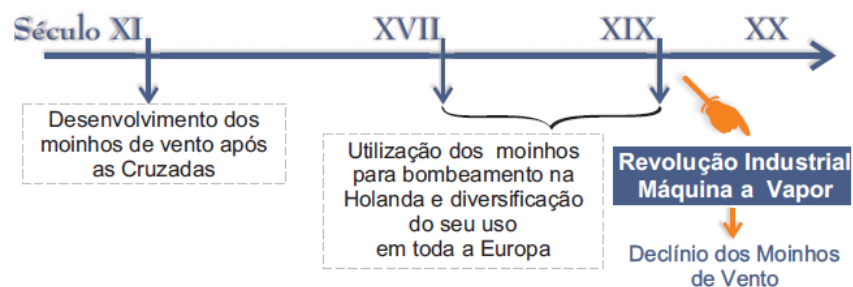 Século XI XVII XIX XX
Desenvolvimento dos
moinhos de vento após
as Cruzadas
Utilização dos moinhos
para bombeamento na
Holanda e diversificação
do seu uso
em toda a Europa
Revolução Industrial
Máquina a Vapor
Declínio dos Moinhos
de Vento